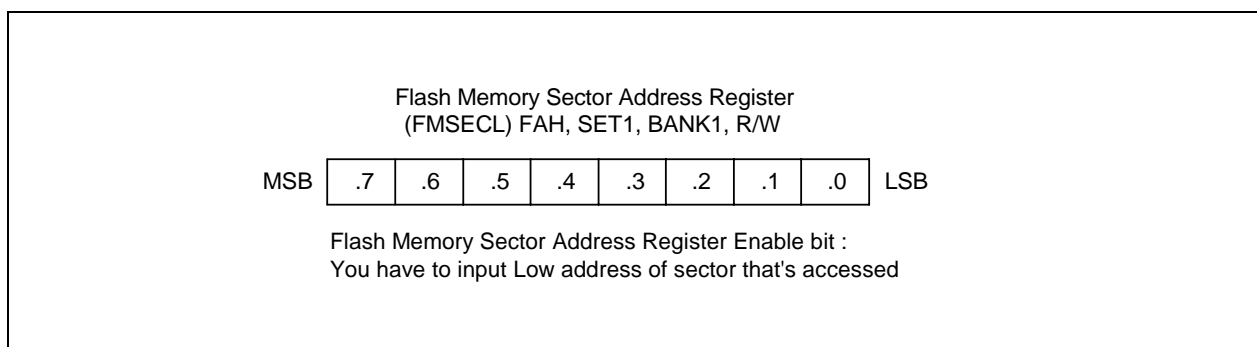 Flash Memory Sector Address Register
(FMSECL) FAH, SET1, BANK1, R/W
MSB .7 .6 .5 .4 .3 .2 .1 .0 LSB
Flash Memory Sector Address Register Enable bit :
You have to input Low address of sector that's accessed